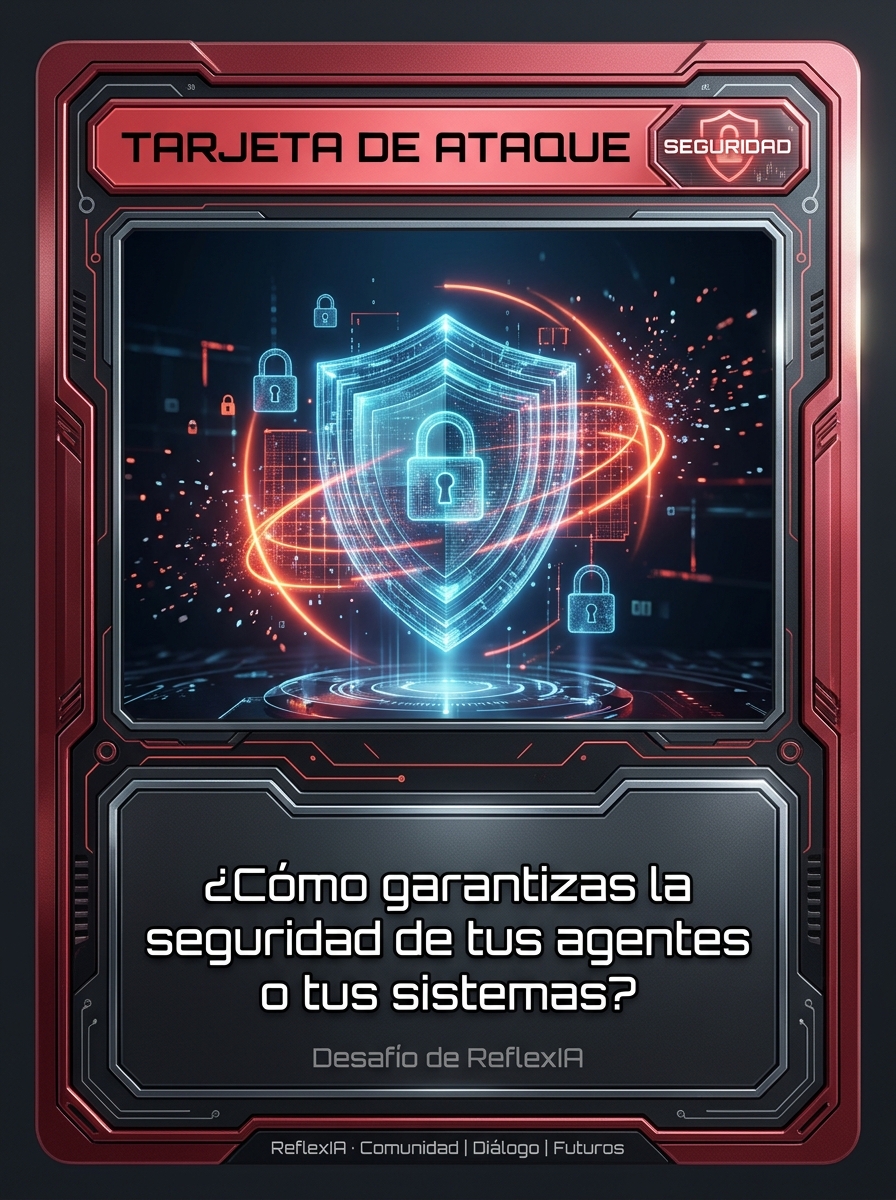 TARJETA DE ATAQUE
SEGURIDAD
¿Cómo garantizas la
seguridad de tus agentes
o tus sistemas?
Desafío de ReflexIA
ReflexIA · Comunidad | Diálogo | Futuros